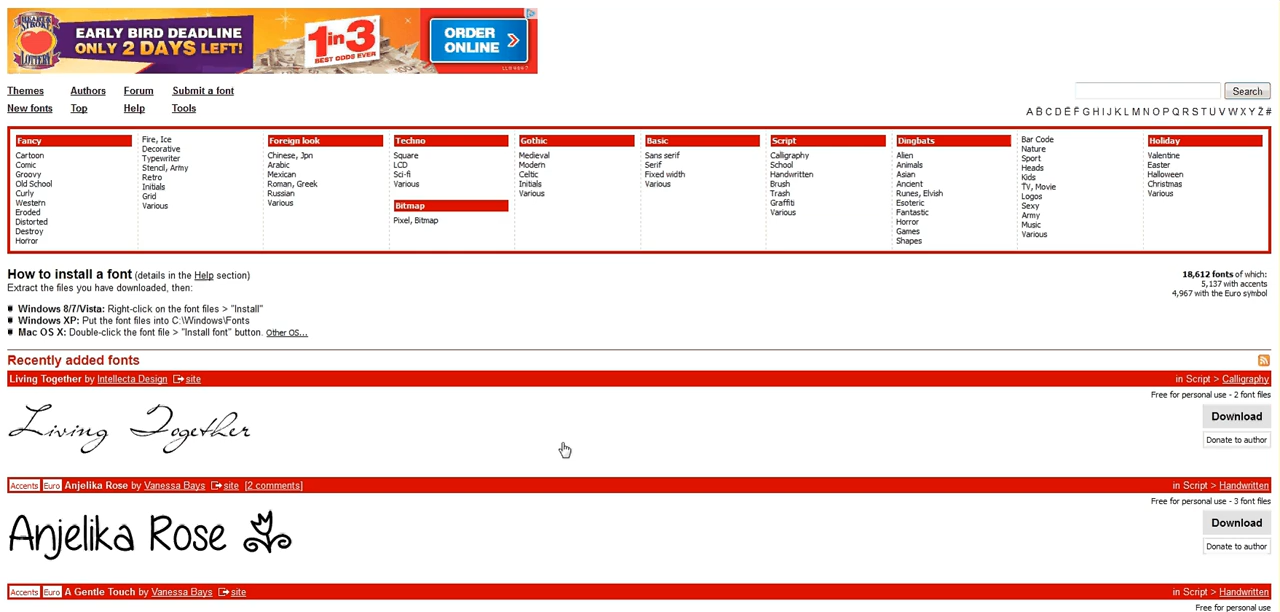 HEART&
STROKE
LOTTERY
EARLY BIRD DEADLINE
ONLY 2 DAYS LEFT!
1 in 3
BEST ODDS EVER
ORDER
ONLINE
Themes Authors Forum Submit a font
New fonts Top Help Tools
Search
A B C D E F G H I J K L M N O P Q R S T U V W X Y Z #
Fancy
Cartoon
Comic
Groovy
Old School
Curly
Western
Eroded
Distorted
Destroy
Horror
Fire, Ice
Decorative
Typewriter
Stencil, Army
Retro
Initials
Grid
Various
Foreign look
Chinese, Jpn
Arabic
Mexican
Roman, Greek
Russian
Various
Techno
Square
LCD
Sci-fi
Various
Bitmap
Pixel, Bitmap
Gothic
Medieval
Modern
Celtic
Initials
Various
Basic
Sans serif
Serif
Fixed width
Various
Script
Calligraphy
School
Handwritten
Brush
Trash
Graffiti
Various
Dingbats
Alien
Animals
Asian
Ancient
Runes, Elvish
Esoteric
Fantastic
Horror
Games
Shapes
Bar Code
Nature
Sport
Heads
Kids
TV, Movie
Logos
Sexy
Army
Music
Various
Holiday
Valentine
Easter
Halloween
Christmas
Various
How to install a font (details in the Help section)
Extract the files you have downloaded, then:
Windows 8/7/Vista: Right-click on the font files > "Install"
Windows XP: Put the font files into C:\Windows\Fonts
Mac OS X: Double-click the font file > "Install font" button. Other OS...
18,612 fonts of which:
5,137 with accents
4,967 with the Euro symbol
Recently added fonts
Living Together by Intellecta Design site in Script > Calligraphy
Free for personal use - 2 font files
Living Together
Download
Donate to author
Accents Euro Anjelika Rose by Vanessa Bays site [2 comments] in Script > Handwritten
Free for personal use - 3 font files
Anjelika Rose
Download
Donate to author
Accents Euro A Gentle Touch by Vanessa Bays site in Script > Handwritten
Free for personal use